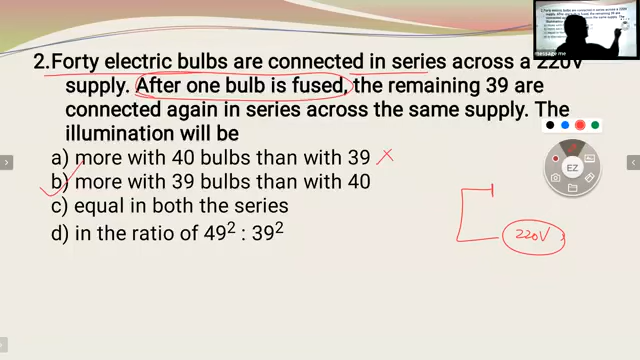 2.Forty electric bulbs are connected in series across a 220V
supply. After one bulb is fused, the remaining 39 are
connected again in series across the same supply. The
illumination will be
a) more with 40 bulbs than with 39
b) more with 39 bulbs than with 40
c) equal in both the series
d) in the ratio of 49² : 39²
220V
EZ
message me